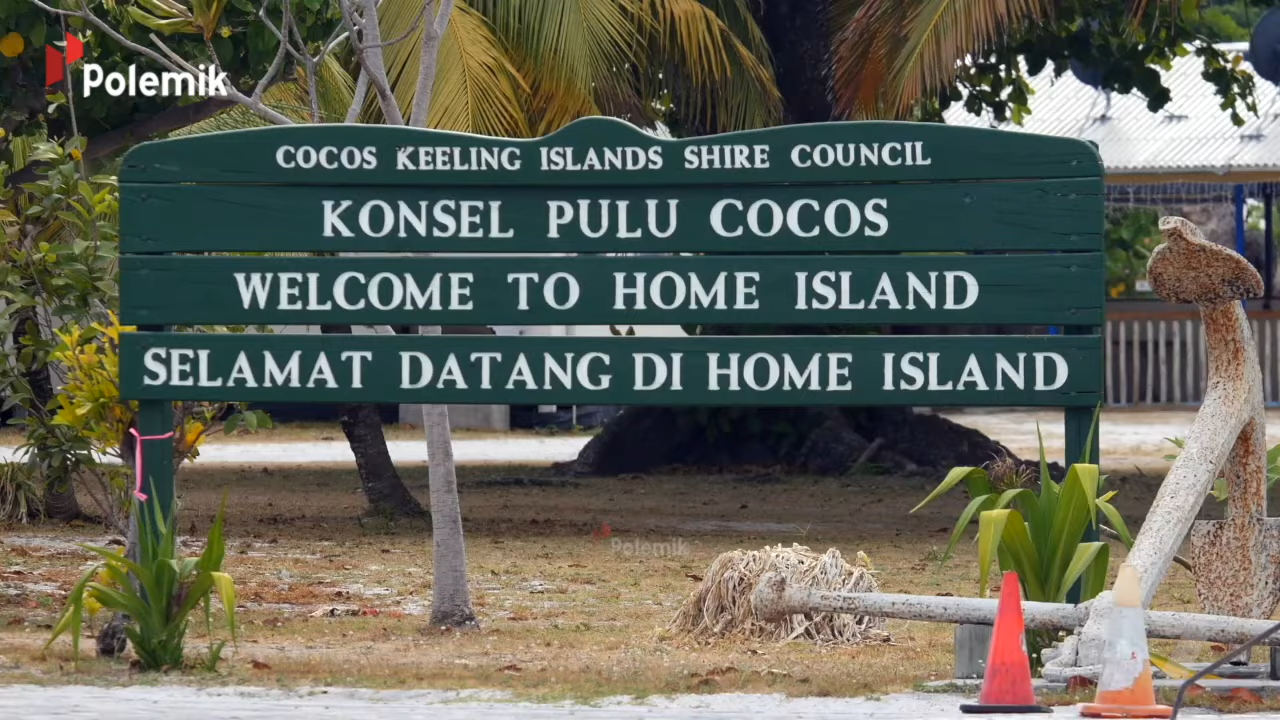 Polemik
COCOS KEELING ISLANDS SHIRE COUNCIL
KONSEL PULU COCOS
WELCOME TO HOME ISLAND
SELAMAT DATANG DI HOME ISLAND
Polemik